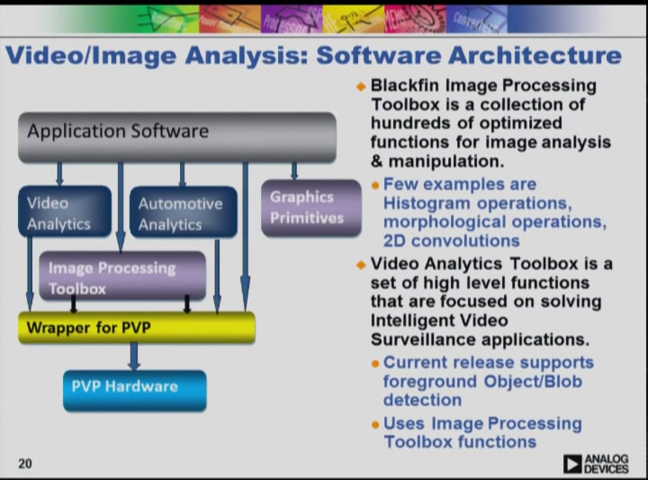 Video/Image Analysis: Software Architecture
Application Software
Video
Analytics
Automotive
Analytics
Graphics
Primitives
Image Processing
Toolbox
Wrapper for PVP
PVP Hardware
Blackfin Image Processing
Toolbox is a collection of
hundreds of optimized
functions for image analysis
& manipulation.
Few examples are
Histogram operations,
morphological operations,
2D convolutions
Video Analytics Toolbox is a
set of high level functions
that are focused on solving
Intelligent Video
Surveillance applications.
Current release supports
foreground Object/Blob
detection
Uses Image Processing
Toolbox functions
20
ANALOG
DEVICES